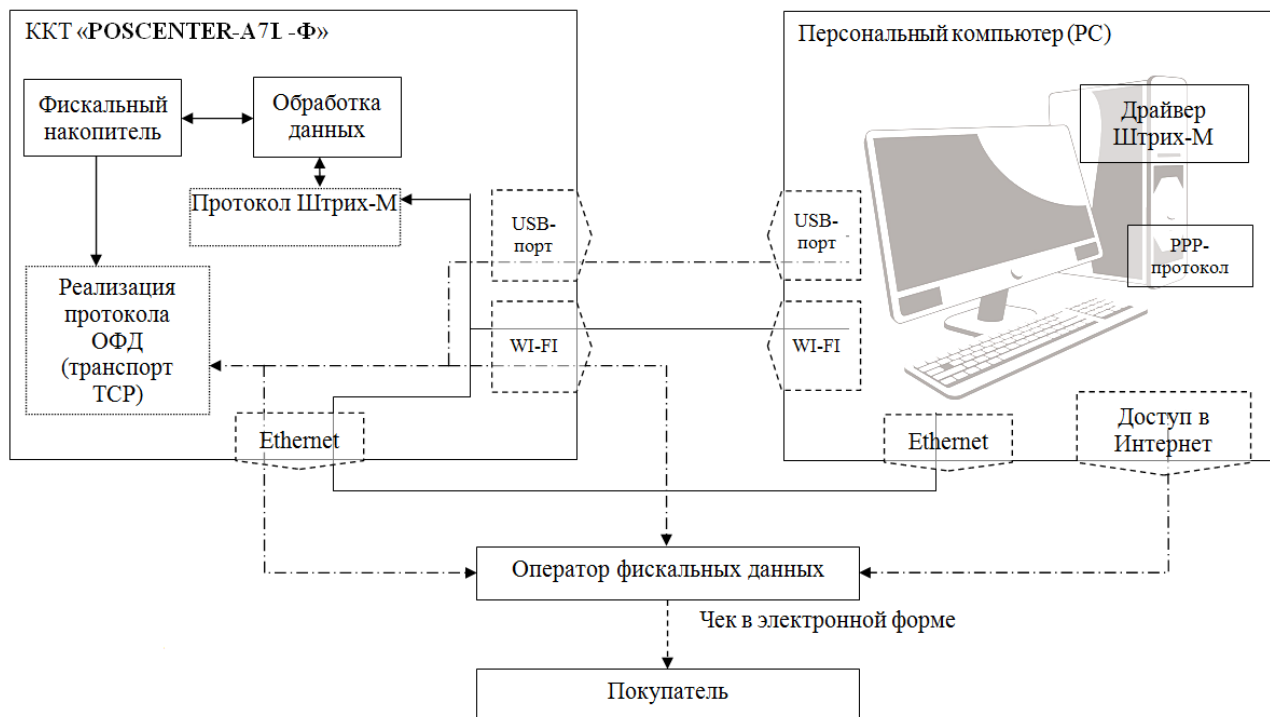 ККТ «POSCENTER-A7L -Ф»
Фискальный
накопитель
Обработка
данных
Протокол Штрих-М
Реализация
протокола
ОФД
(транспорт
TCP)
USB-
порт
WI-FI
Ethernet
Персональный компьютер (PC)
Драйвер
Штрих-М
PPP-
протокол
USB-
порт
WI-FI
Ethernet
Доступ в
Интернет
Оператор фискальных данных
Чек в электронной форме
Покупатель